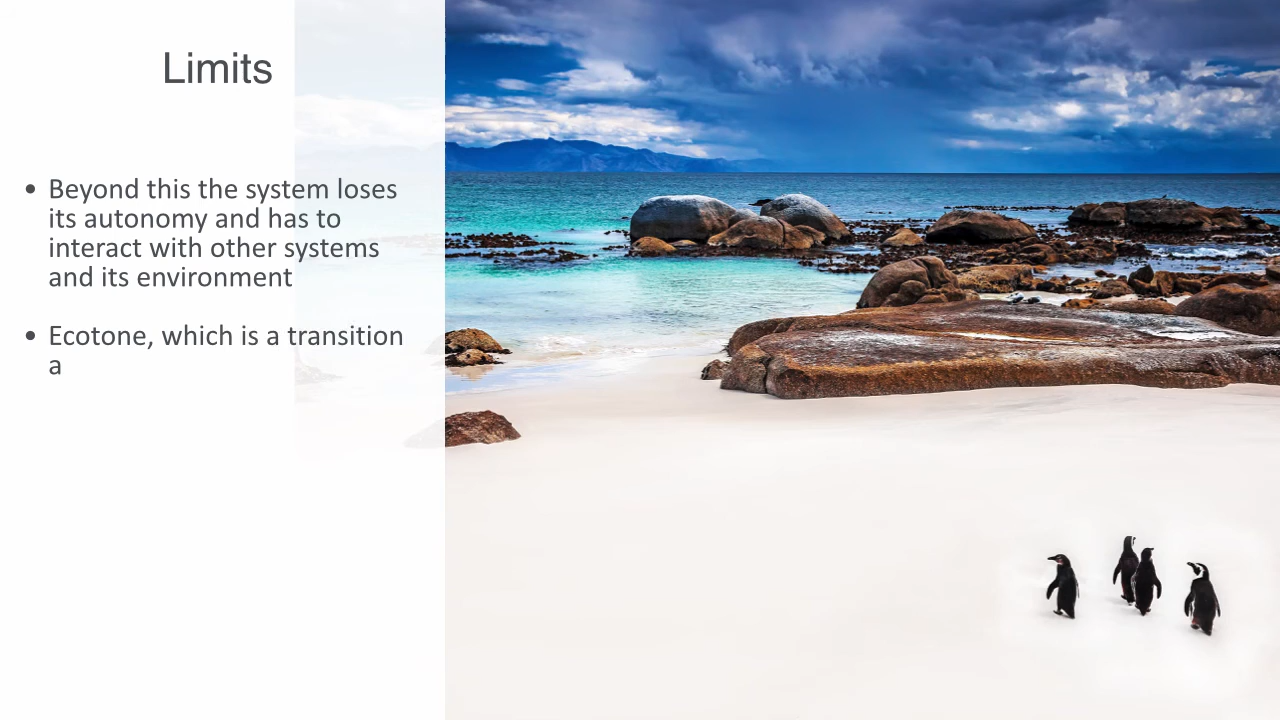 Limits
• Beyond this the system loses
its autonomy and has to
interact with other systems
and its environment
• Ecotone, which is a transition
a